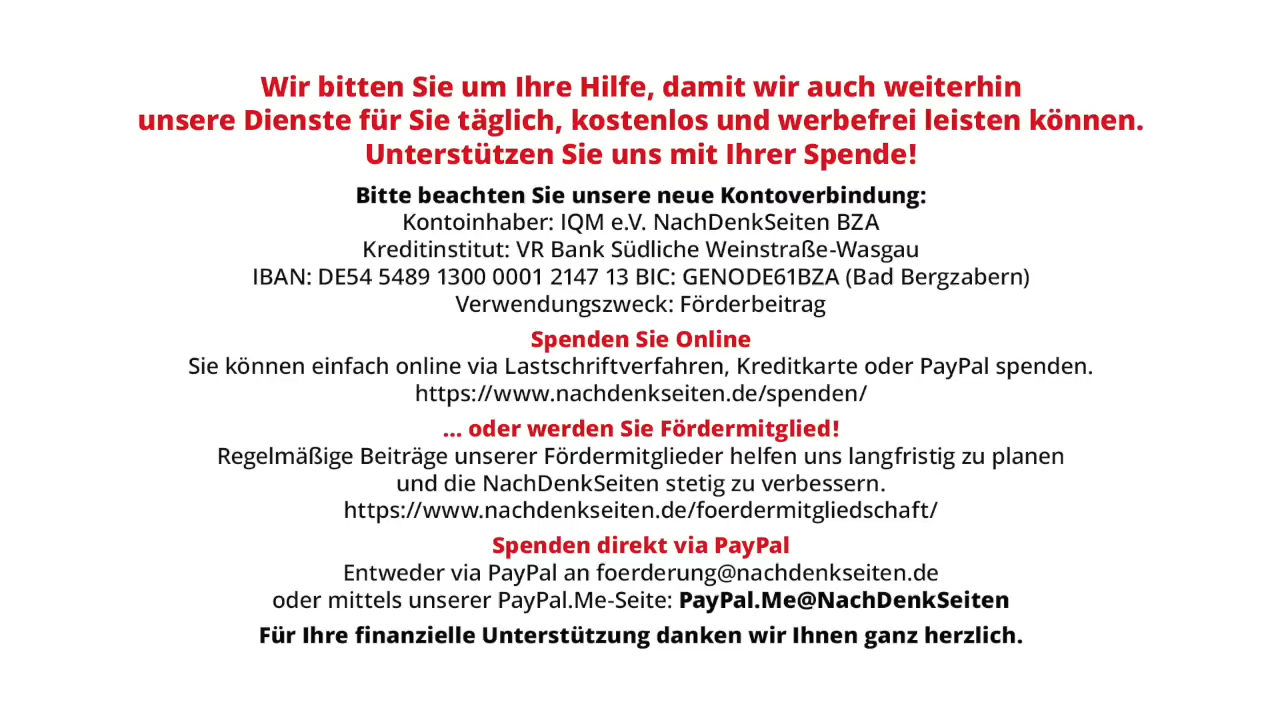 Wir bitten Sie um Ihre Hilfe, damit wir auch weiterhin
unsere Dienste für Sie täglich, kostenlos und werbefrei leisten können.
Unterstützen Sie uns mit Ihrer Spende!
Bitte beachten Sie unsere neue Kontoverbindung:
Kontoinhaber: IQM e.V. NachDenkSeiten BZA
Kreditinstitut: VR Bank Südliche Weinstraße-Wasgau
IBAN: DE54 5489 1300 0001 2147 13 BIC: GENODE61BZA (Bad Bergzabern)
Verwendungszweck: Förderbeitrag
Spenden Sie Online
Sie können einfach online via Lastschriftverfahren, Kreditkarte oder PayPal spenden.
https://www.nachdenkseiten.de/spenden/
... oder werden Sie Fördermitglied!
Regelmäßige Beiträge unserer Fördermitglieder helfen uns langfristig zu planen
und die NachDenkSeiten stetig zu verbessern.
https://www.nachdenkseiten.de/foerdermitgliedschaft/
Spenden direkt via PayPal
Entweder via PayPal an foerderung@nachdenkseiten.de
oder mittels unserer PayPal.Me-Seite: PayPal.Me@NachDenkSeiten
Für Ihre finanzielle Unterstützung danken wir Ihnen ganz herzlich.